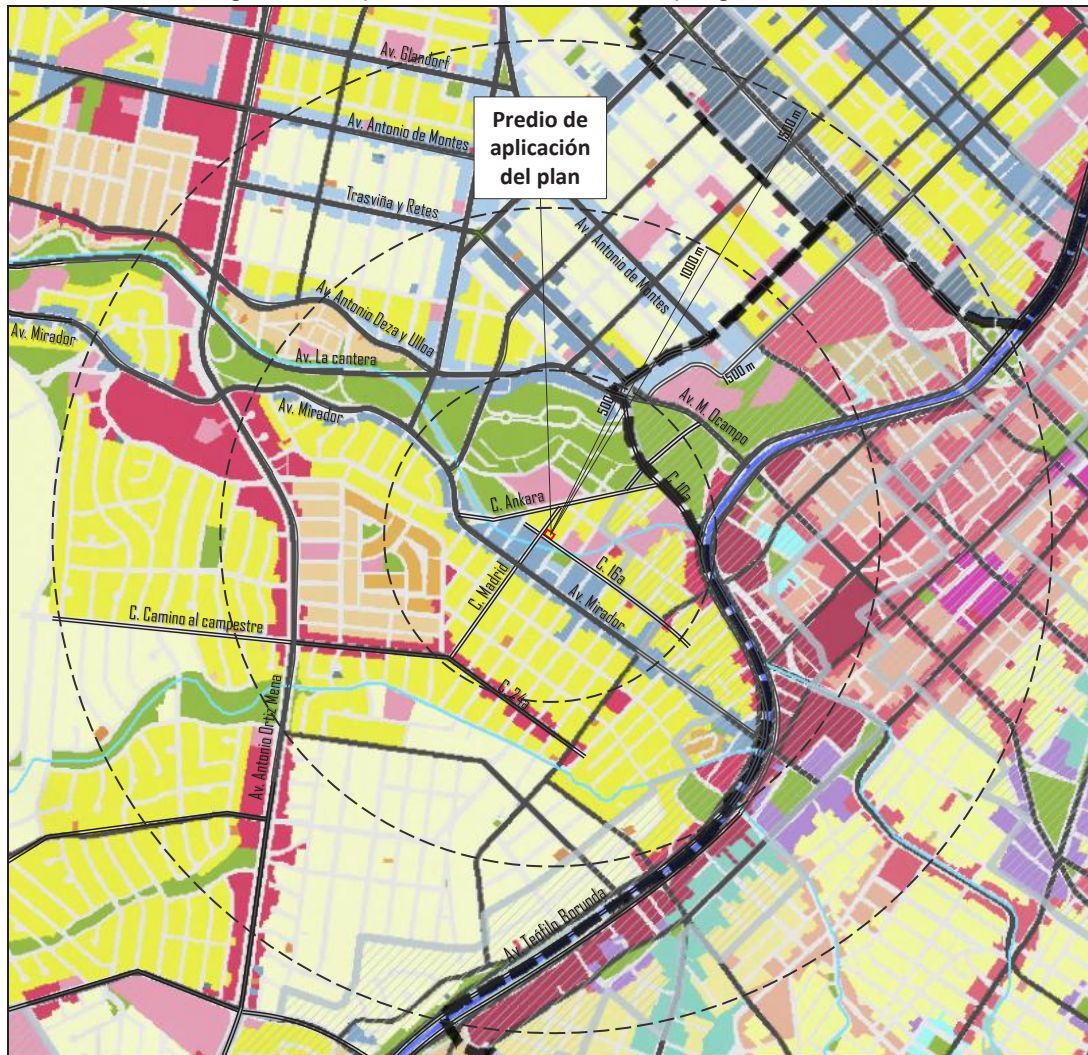 Av. Glandorf
Predio de
aplicación
del plan
1500 m
Av. Antonio de Montes
Trasviña y Retes
Av. Antonio de Montes
1000 m
Av. Antonio Deza y Ulloa
Av. Mirador
Av. La cantera
Av. Mirador
500
1500 m
Av. M. Ocampo
C. 10a
C. Ankara
C. 16a
C. Madrid
Av. Mirador
C. Camino al campestre
C. 24a
Av. Antonio Ortiz Mena
Av. Teófilo Borunda